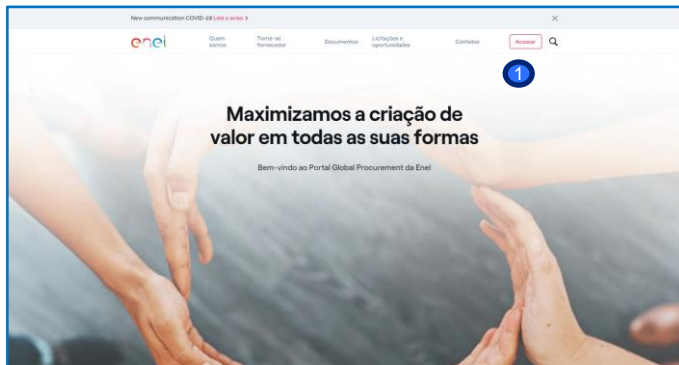 New communication COVID-19 Leia o aviso >
enel
Quem somos
Torne-se fornecedor
Documentos
Licitações e oportunidades
Contatos
Acessar
1
Maximizamos a criação de
valor em todas as suas formas
Bem-vindo ao Portal Global Procurement da Enel